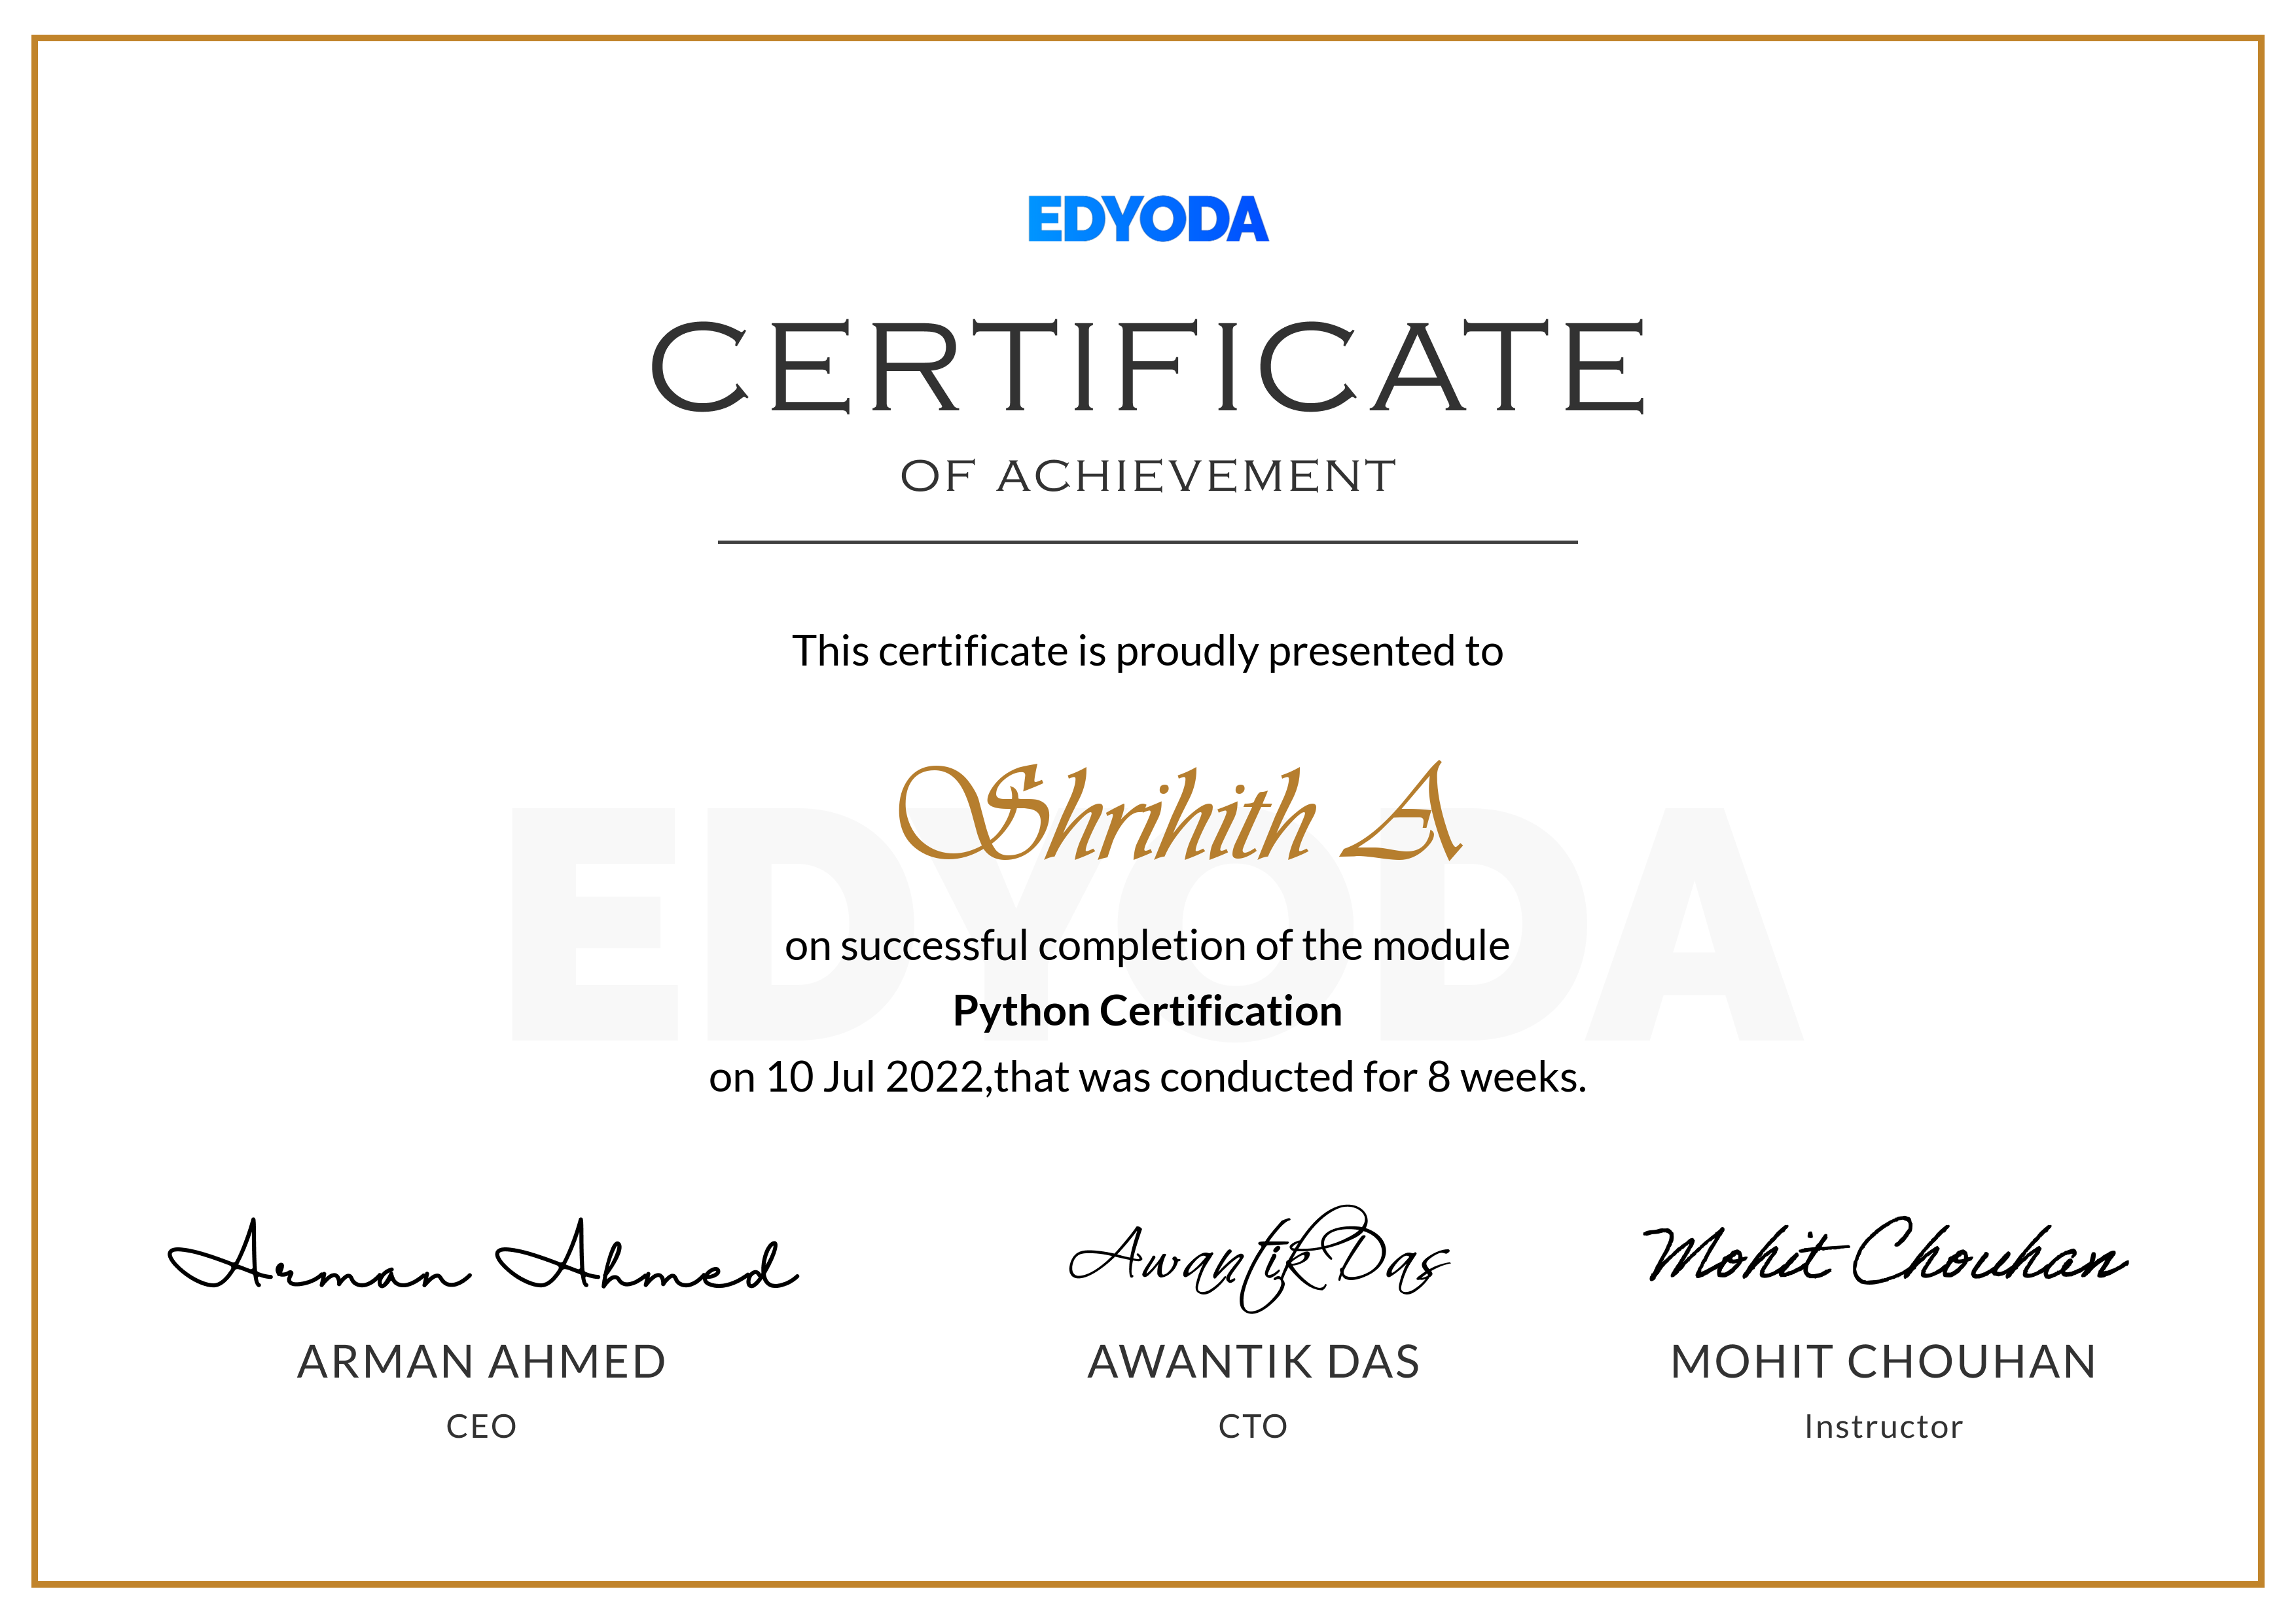 EDYODA
CERTIFICATE
OF ACHIEVEMENT
This certificate is proudly presented to
Shrihith A
EDYODA
on successful completion of the module
Python Certification
on 10 Jul 2022,that was conducted for 8 weeks.
Arman Ahmed Awantik Das Mohit Chouhan
ARMAN AHMED AWANTIK DAS MOHIT CHOUHAN
CEO CTO Instructor